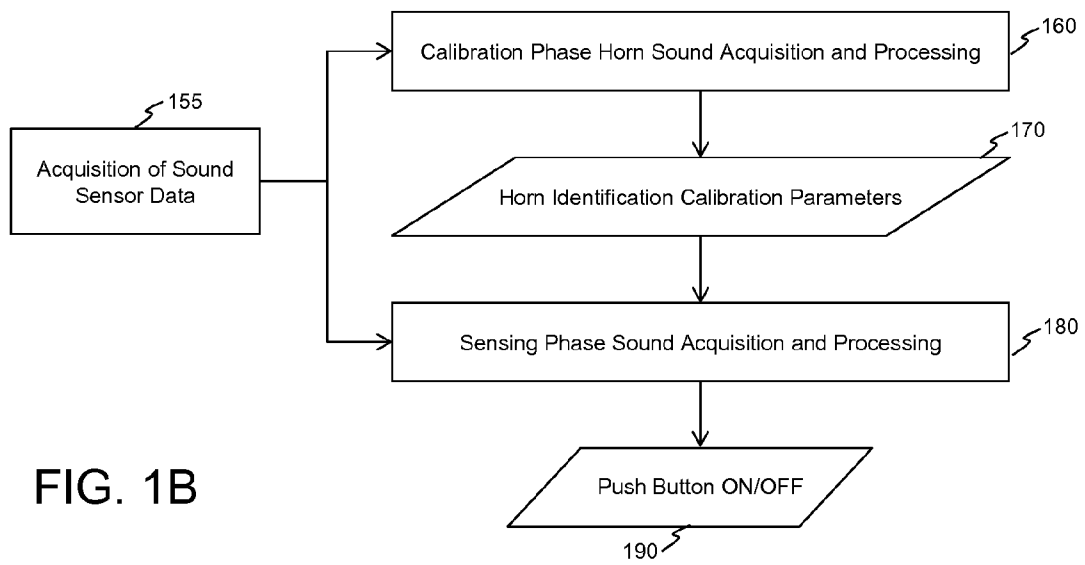 Calibration Phase Horn Sound Acquisition and Processing
160
155
Acquisition of Sound
Sensor Data
170
Horn Identification Calibration Parameters
Sensing Phase Sound Acquisition and Processing
180
FIG. 1B
Push Button ON/OFF
190